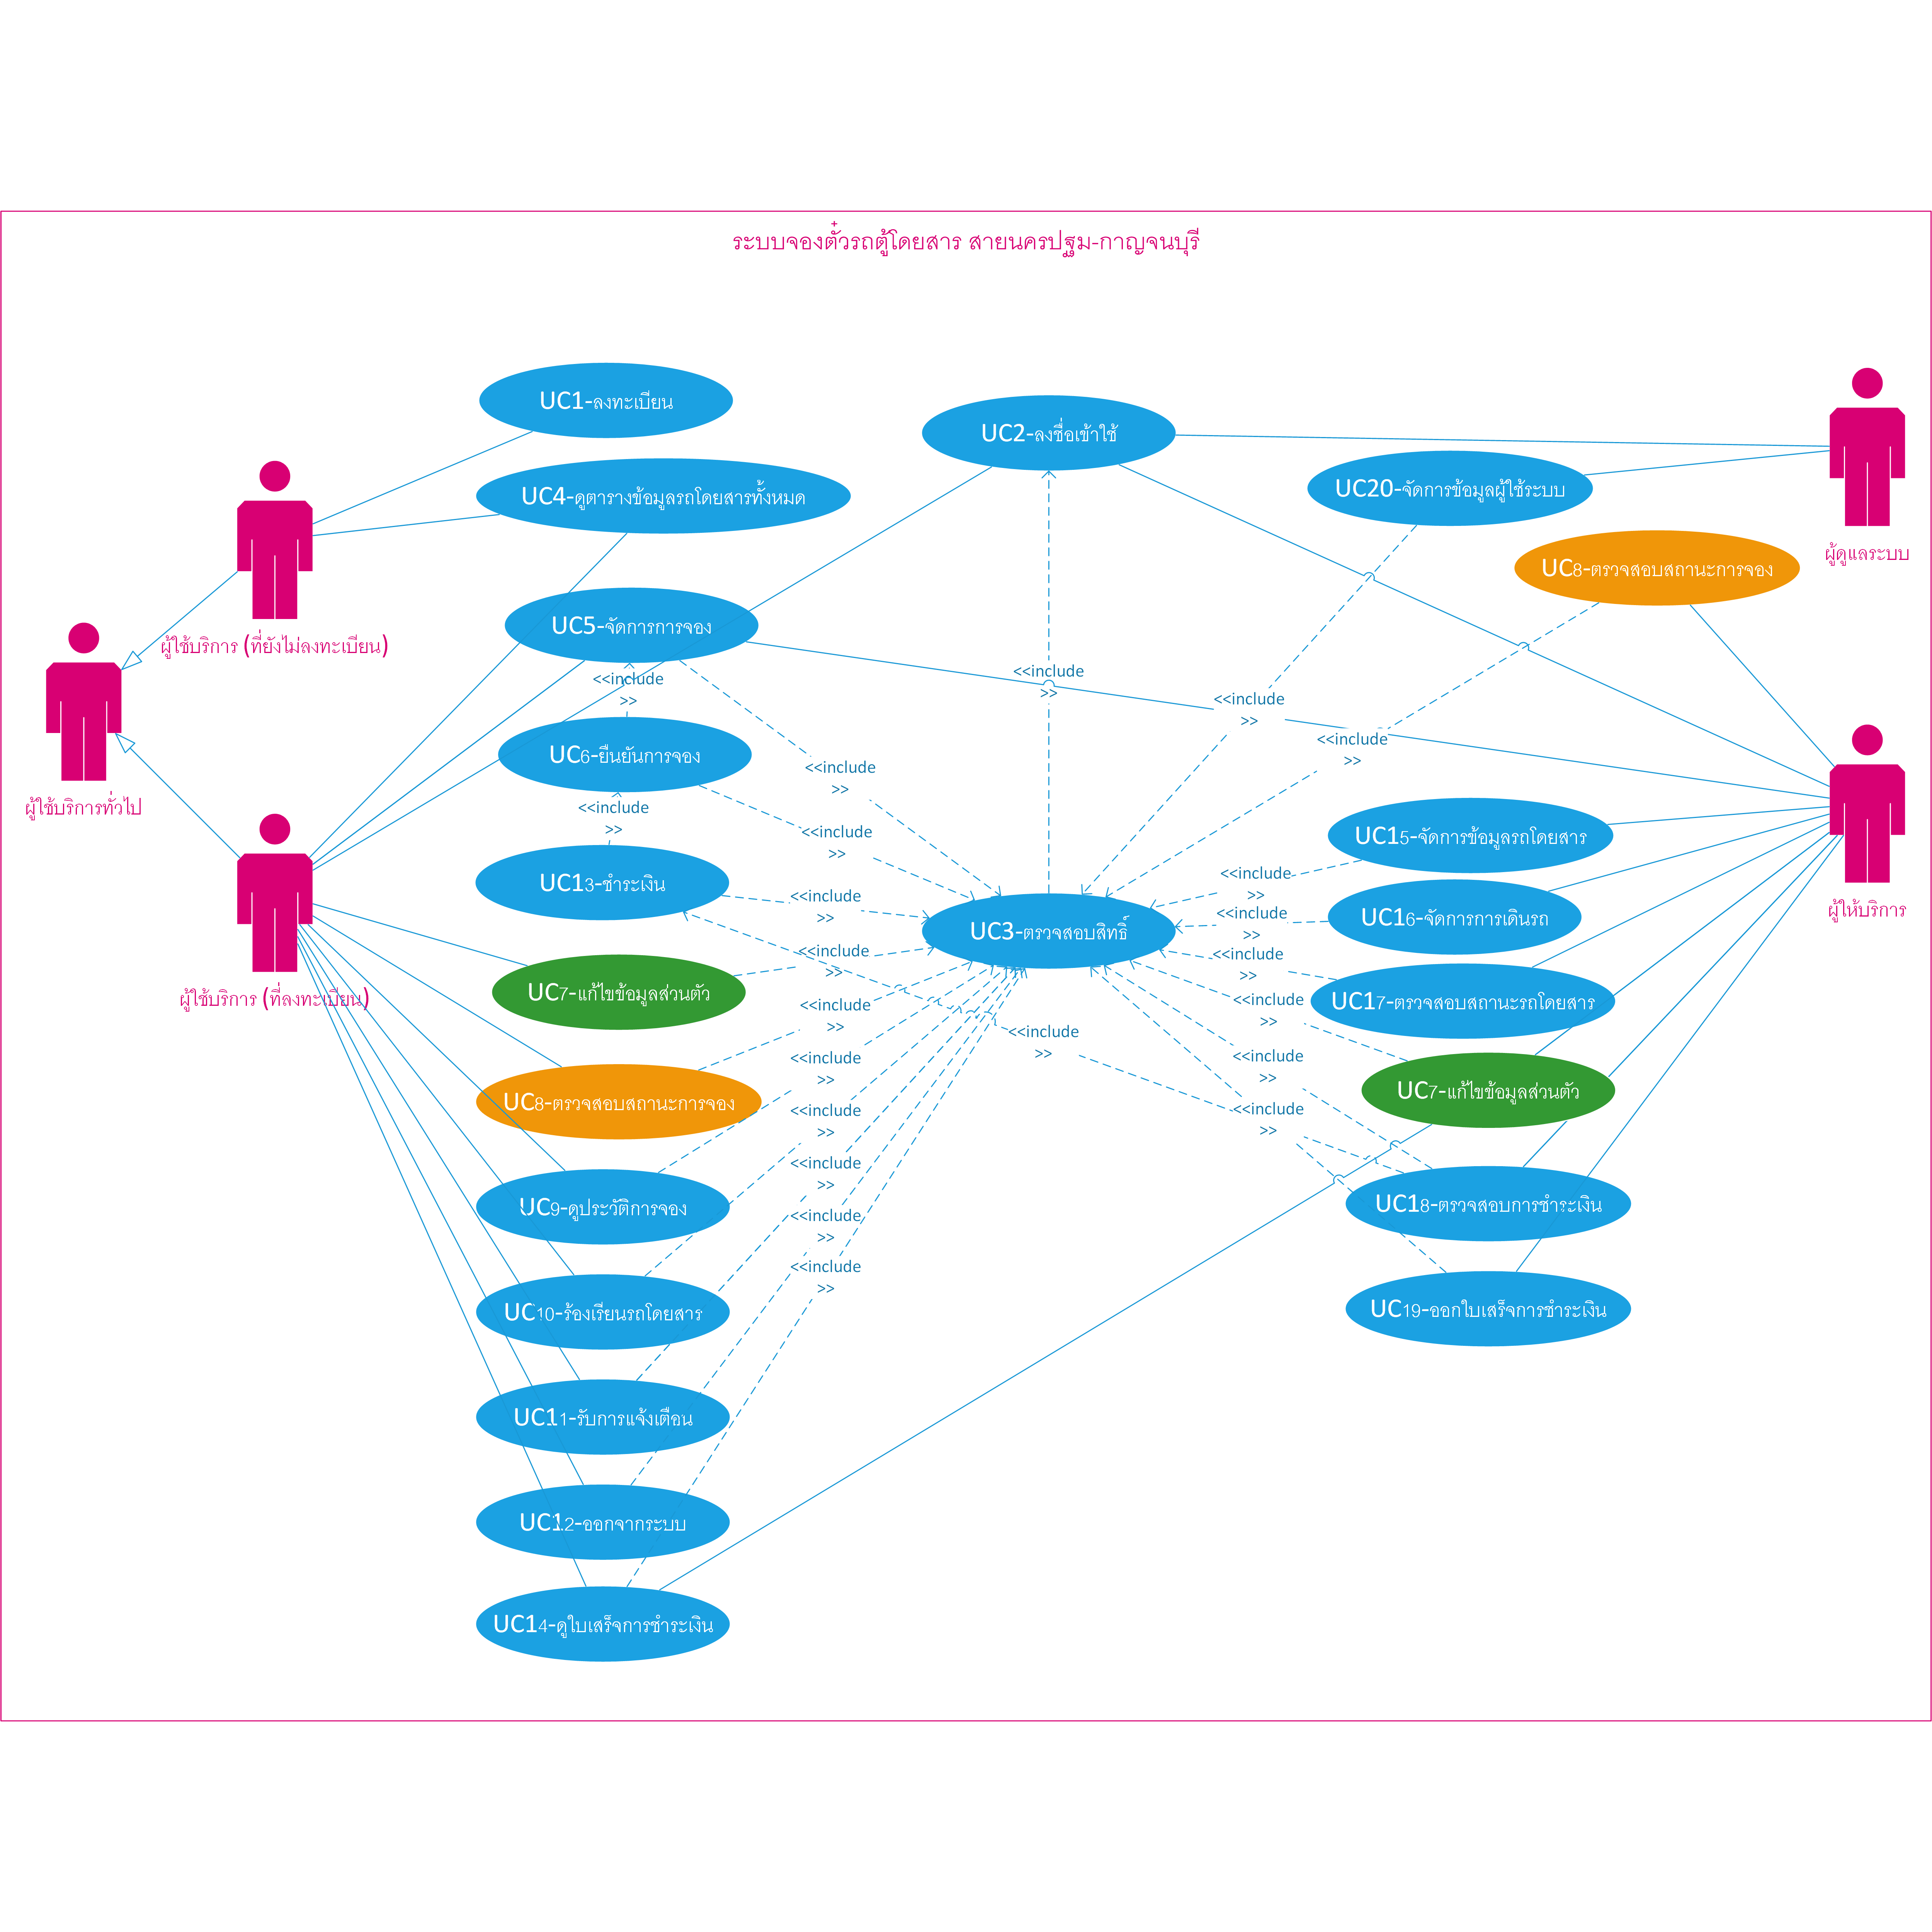 ระบบจองตั๋วรถตู้โดยสาร สายนครปฐม-กาญจนบุรี
UC1-ลงทะเบียน
UC2-ลงชื่อเข้าใช้
UC4-ดูตารางข้อมูลรถโดยสารทั้งหมด
UC20-จัดการข้อมูลผู้ใช้ระบบ
ผู้ดูแลระบบ
UC8-ตรวจสอบสถานะการจอง
ผู้ใช้บริการ (ที่ยังไม่ลงทะเบียน)
UC5-จัดการการจอง
<<include
>>
<<include
>>
<<include
>>
<<include
>>
UC6-ยืนยันการจอง
<<include
>>
ผู้ใช้บริการทั่วไป
<<include
>>
<<include
>>
UC15-จัดการข้อมูลรถโดยสาร
<<include
>>
UC13-ชำระเงิน
<<include
>>
ผู้ให้บริการ
<<include
>>
UC16-จัดการการเดินรถ
UC3-ตรวจสอบสิทธิ์
<<include
>>
<<include
>>
UC7-แก้ไขข้อมูลส่วนตัว
ผู้ใช้บริการ (ที่ลงทะเบียน)
<<include
>>
<<include
>>
UC17-ตรวจสอบสถานะรถโดยสาร
<<include
>>
<<include
>>
<<include
>>
UC7-แก้ไขข้อมูลส่วนตัว
UC8-ตรวจสอบสถานะการจอง
<<include
>>
<<include
>>
<<include
>>
UC18-ตรวจสอบการชำระเงิน
UC9-ดูประวัติการจอง
<<include
>>
<<include
>>
UC10-ร้องเรียนรถโดยสาร
UC19-ออกใบเสร็จการชำระเงิน
UC11-รับการแจ้งเตือน
UC12-ออกจากระบบ
UC14-ดูใบเสร็จการชำระเงิน